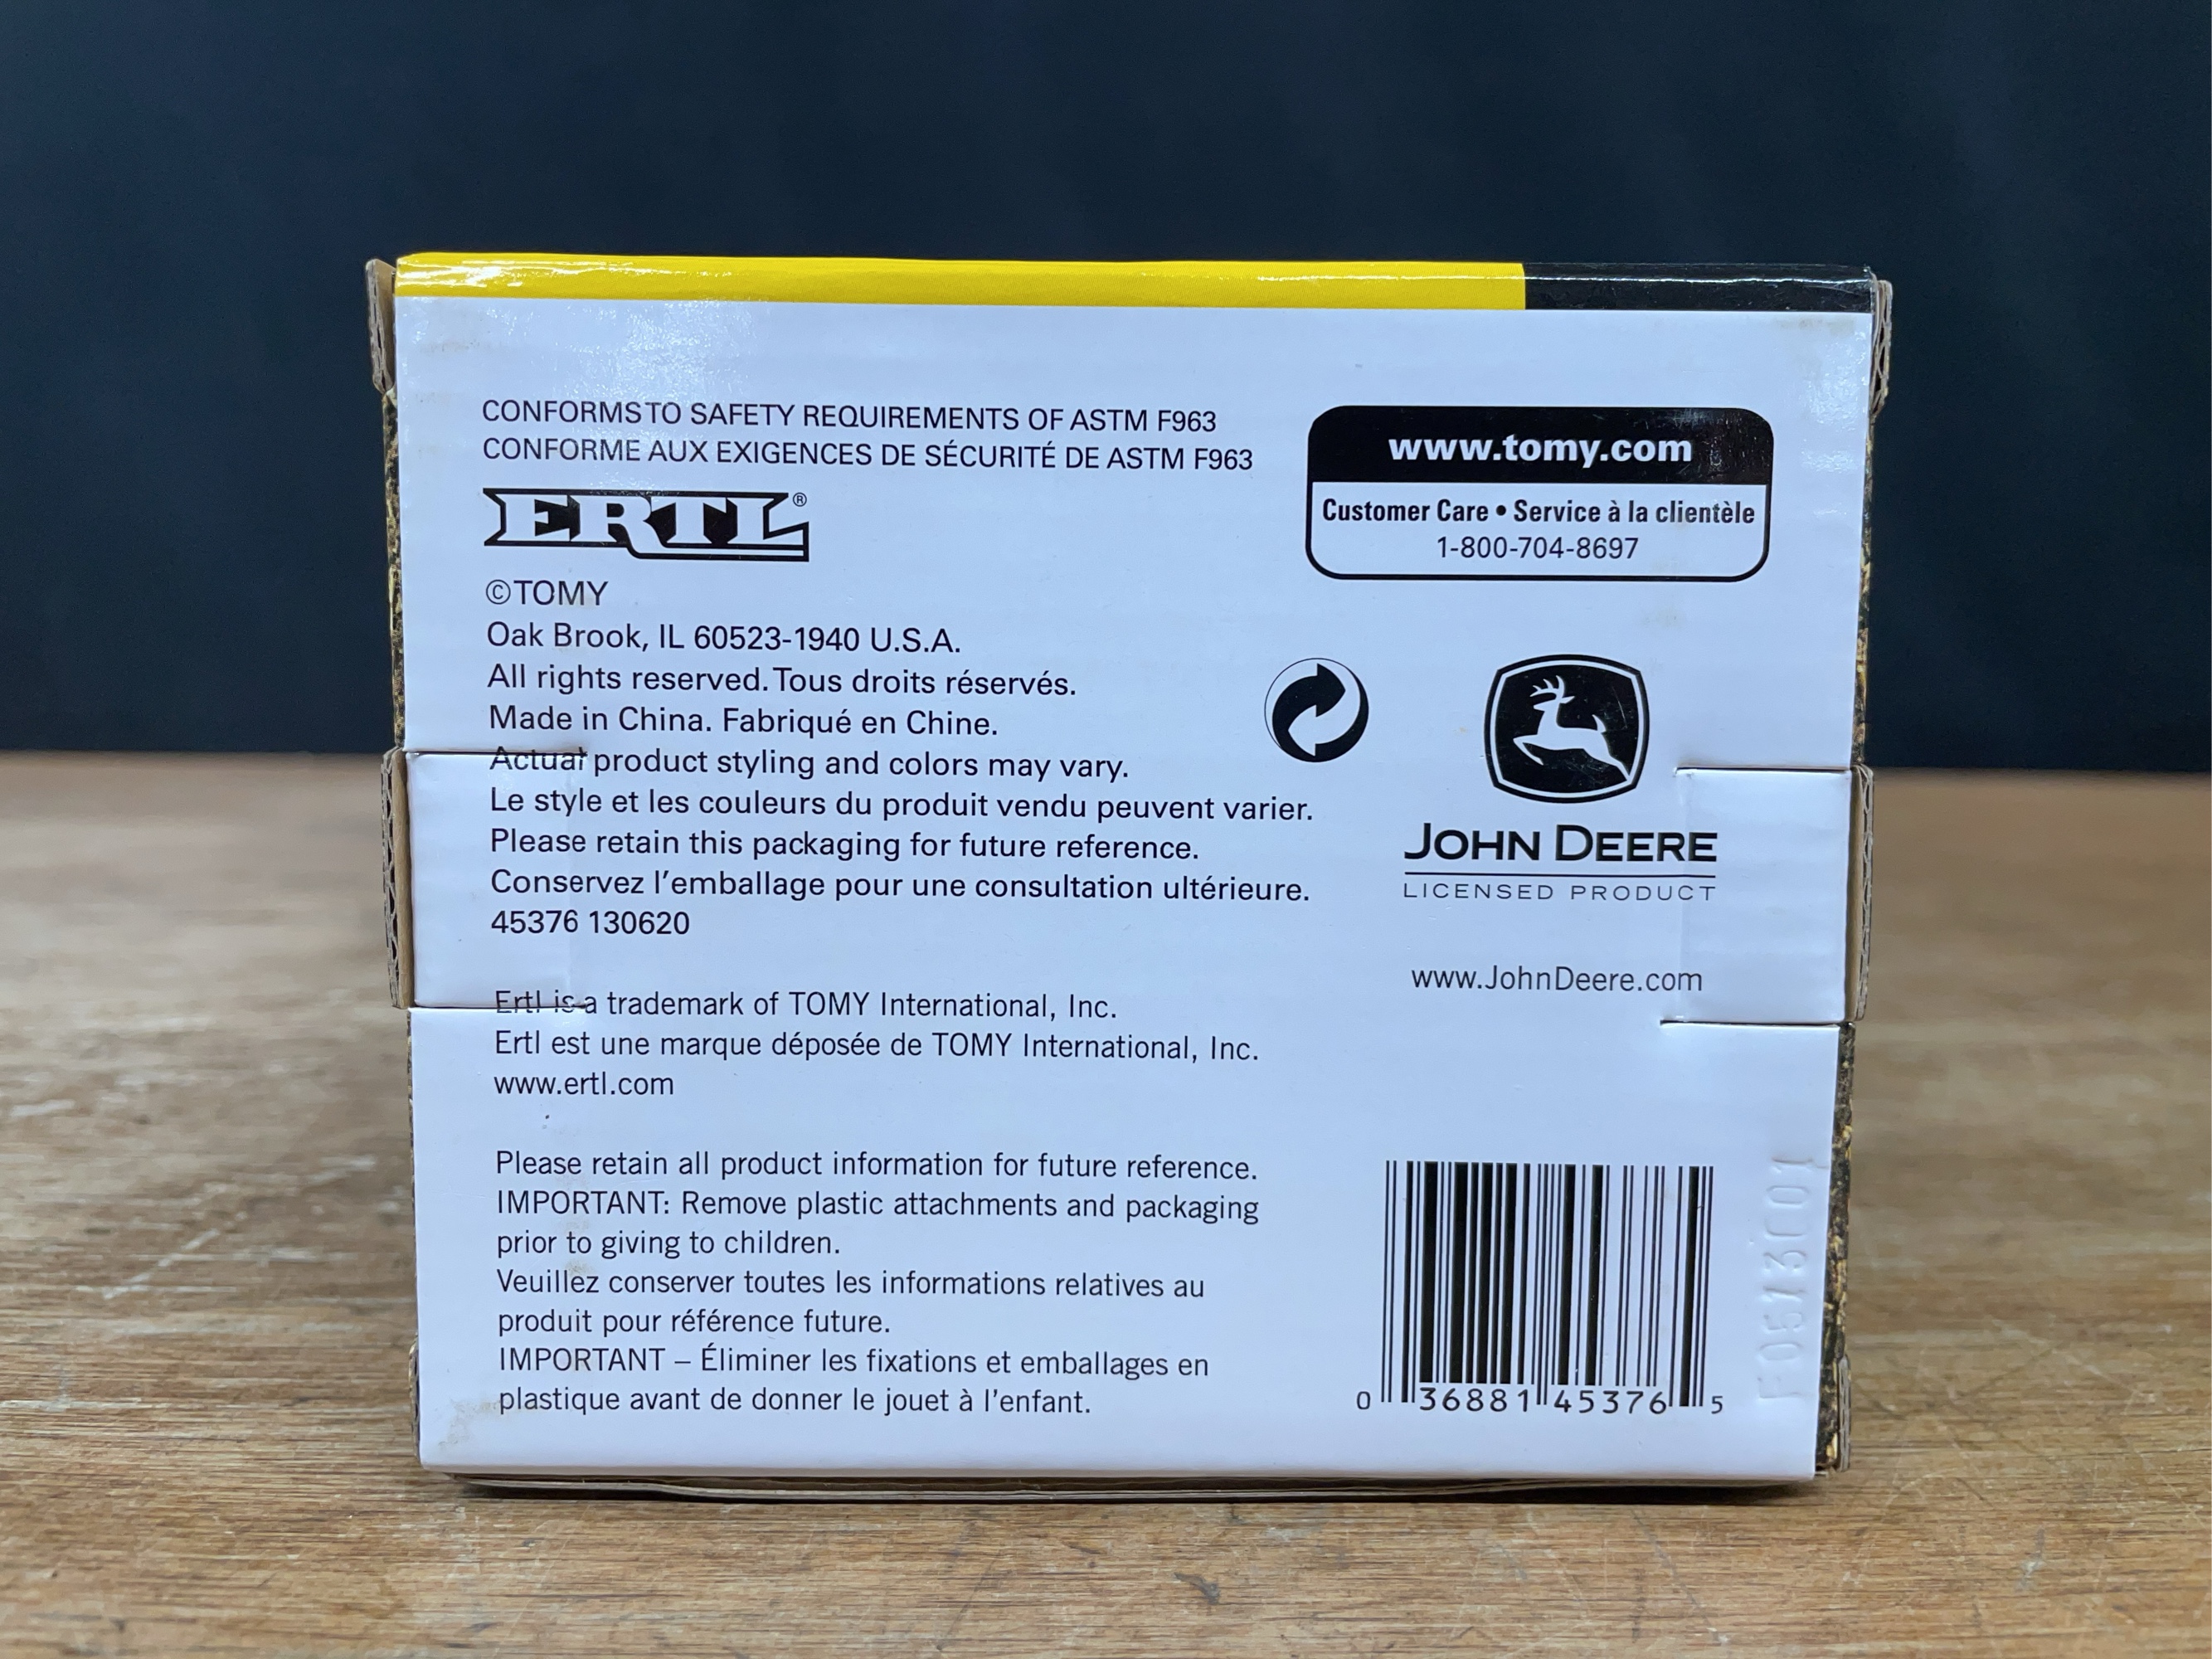 CONFORMS TO SAFETY REQUIREMENTS OF ASTM F963
CONFORME AUX EXIGENCES DE SÉCURITÉ DE ASTM F963
ERTL®
©TOMY
Oak Brook, IL 60523-1940 U.S.A.
All rights reserved. Tous droits réservés.
Made in China. Fabriqué en Chine.
Actual product styling and colors may vary.
Le style et les couleurs du produit vendu peuvent varier.
Please retain this packaging for future reference.
Conservez l'emballage pour une consultation ultérieure.
45376 130620
Ertl is a trademark of TOMY International, Inc.
Ertl est une marque déposée de TOMY International, Inc.
www.ertl.com
Please retain all product information for future reference.
IMPORTANT: Remove plastic attachments and packaging
prior to giving to children.
Veuillez conserver toutes les informations relatives au
produit pour référence future.
IMPORTANT – Éliminer les fixations et emballages en
plastique avant de donner le jouet à l'enfant.
www.tomy.com
Customer Care • Service à la clientèle
1-800-704-8697
JOHN DEERE
LICENSED PRODUCT
www.JohnDeere.com
0 36881 45376 5
F0513C01